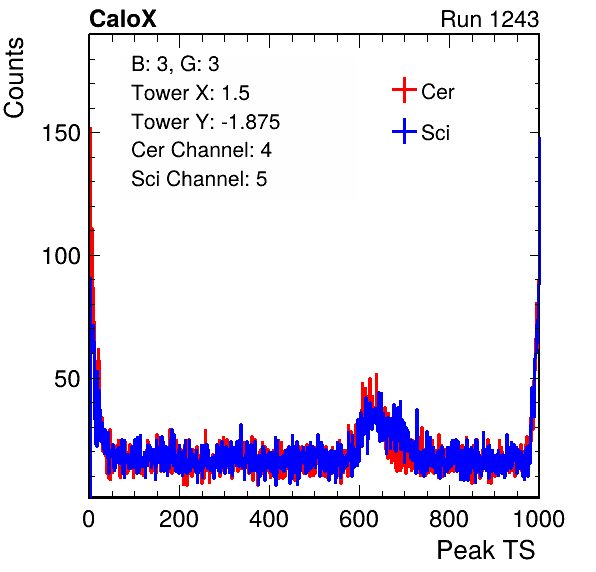 CaloX Run 1243
Counts
B: 3, G: 3
Tower X: 1.5
Tower Y: -1.875
Cer Channel: 4
Sci Channel: 5
Cer
Sci
150
100
50
0 200 400 600 800 1000
Peak TS